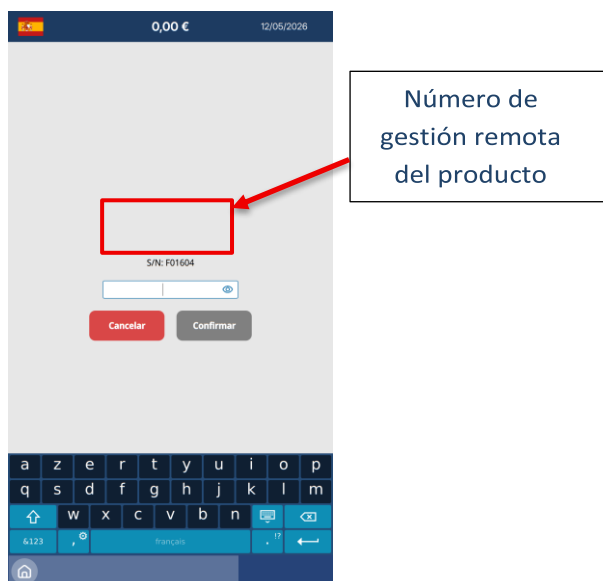 0,00 €
12/05/2026
Número de
gestión remota
del producto
S/N: F01604
Cancelar
Confirmar
a z e r t y u i o p
q s d f g h j k l m
w x c v b n
&123 , français . !?